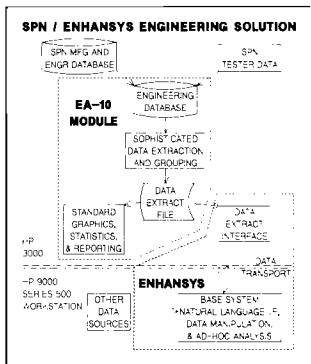 SPN / ENHANSYS ENGINEERING SOLUTION
SPN MFG AND
ENGR DATABASE
SPN
TESTER DATA
EA-10
MODULE
ENGINEERING
DATABASE
SOPHISTICATED
DATA EXTRACTION
AND GROUPING
DATA
EXTRACT
FILE
STANDARD
GRAPHICS,
STATISTICS,
& REPORTING
DATA
EXTRACT
INTERFACE
HP
3000
DATA
TRANSPORT
HP 9000
SERIES 500
WORKSTATION
OTHER
DATA
SOURCES
ENHANSYS
BASE SYSTEM
NATURAL LANGUAGE
DATA MANIPULATION,
& AD-HOC ANALYSIS